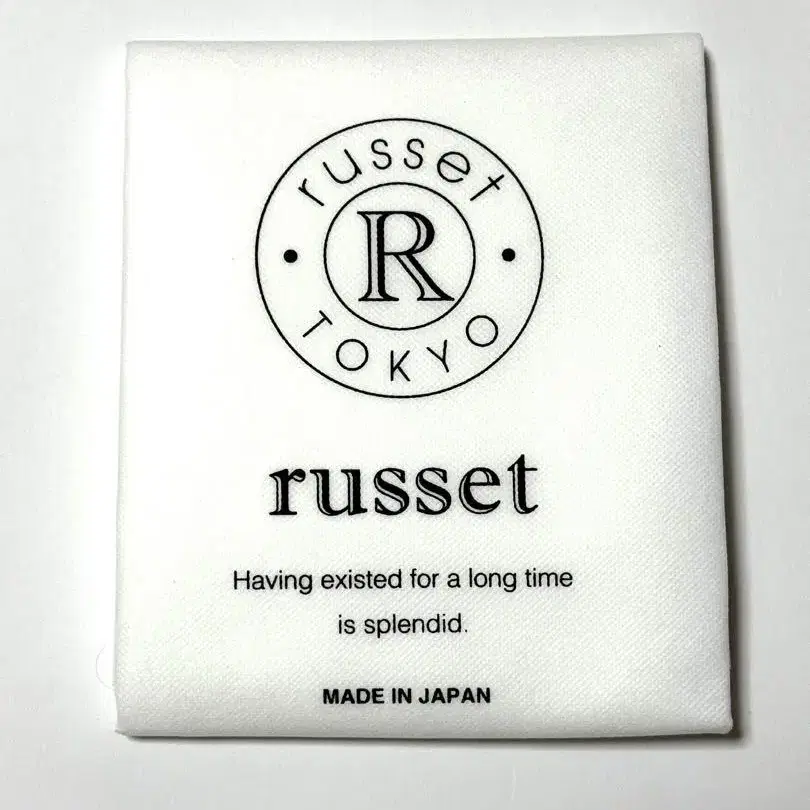 russet
R
TOKYO
russet
Having existed for a long time
is splendid.
MADE IN JAPAN